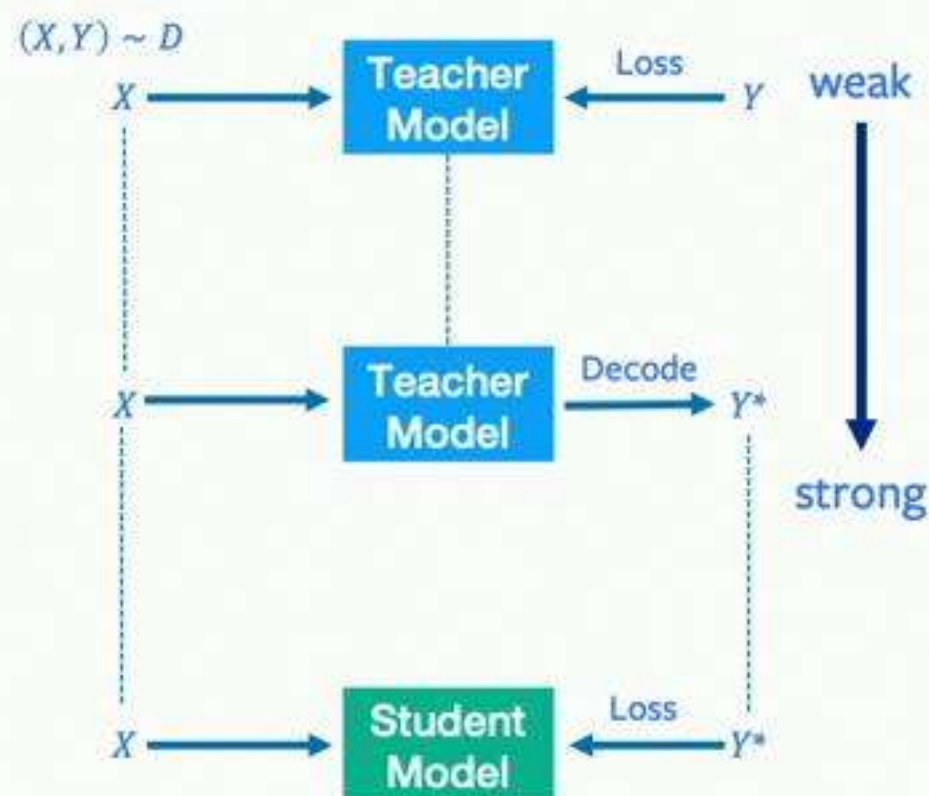 (X,Y) ~ D
X
Teacher
Model
Loss
Y
weak
X
Teacher
Model
Decode
Y*
strong
X
Student
Model
Loss
Y*